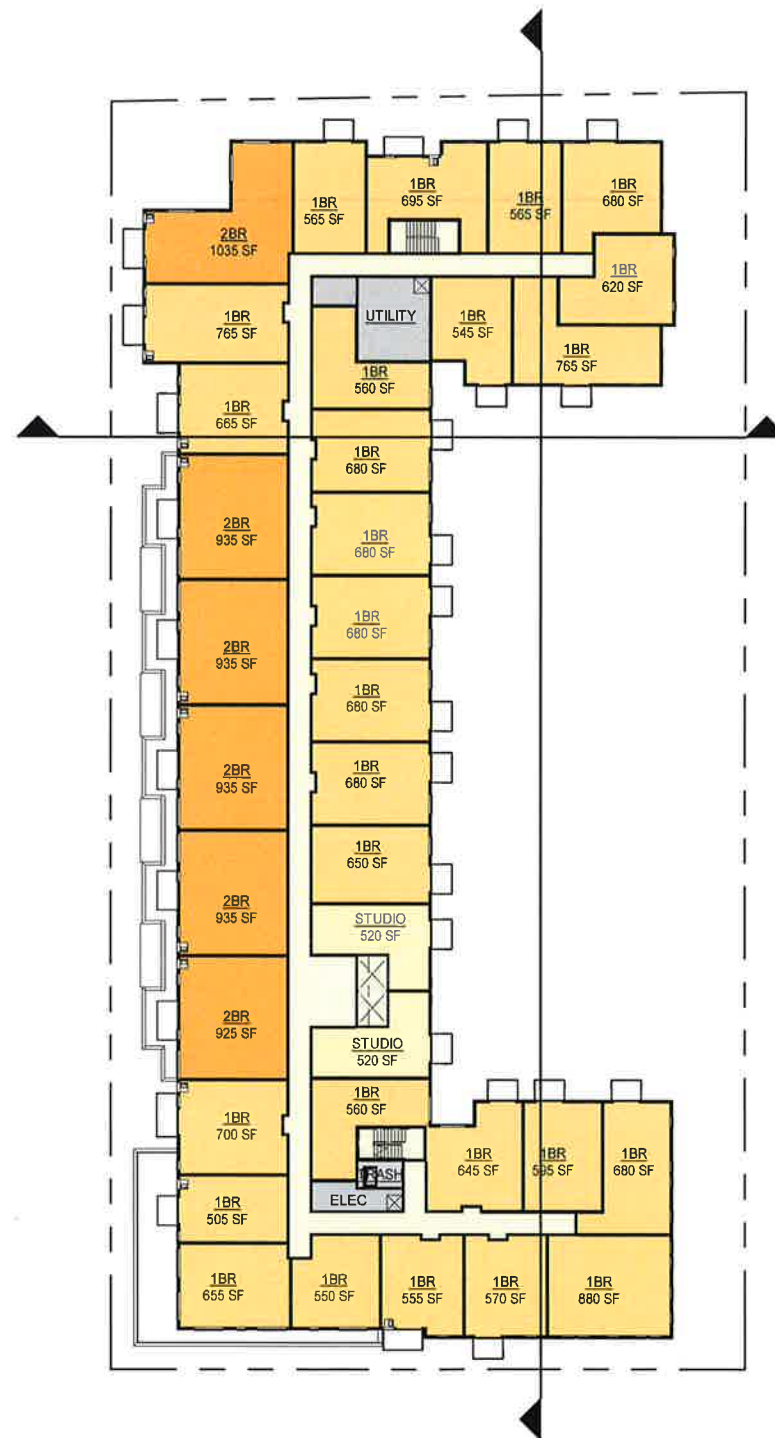 1BR
565 SF
1BR
695 SF
1BR
565 SF
1BR
680 SF
2BR
1035 SF
1BR
620 SF
1BR
765 SF
UTILITY
1BR
545 SF
1BR
765 SF
1BR
560 SF
1BR
665 SF
1BR
680 SF
2BR
935 SF
1BR
680 SF
2BR
935 SF
1BR
680 SF
1BR
680 SF
2BR
935 SF
1BR
680 SF
2BR
935 SF
1BR
650 SF
STUDIO
520 SF
2BR
925 SF
STUDIO
520 SF
1BR
560 SF
1BR
700 SF
1BR
645 SF
1BR
595 SF
1BR
680 SF
TRASH
ELEC
1BR
505 SF
1BR
655 SF
1BR
550 SF
1BR
555 SF
1BR
570 SF
1BR
880 SF